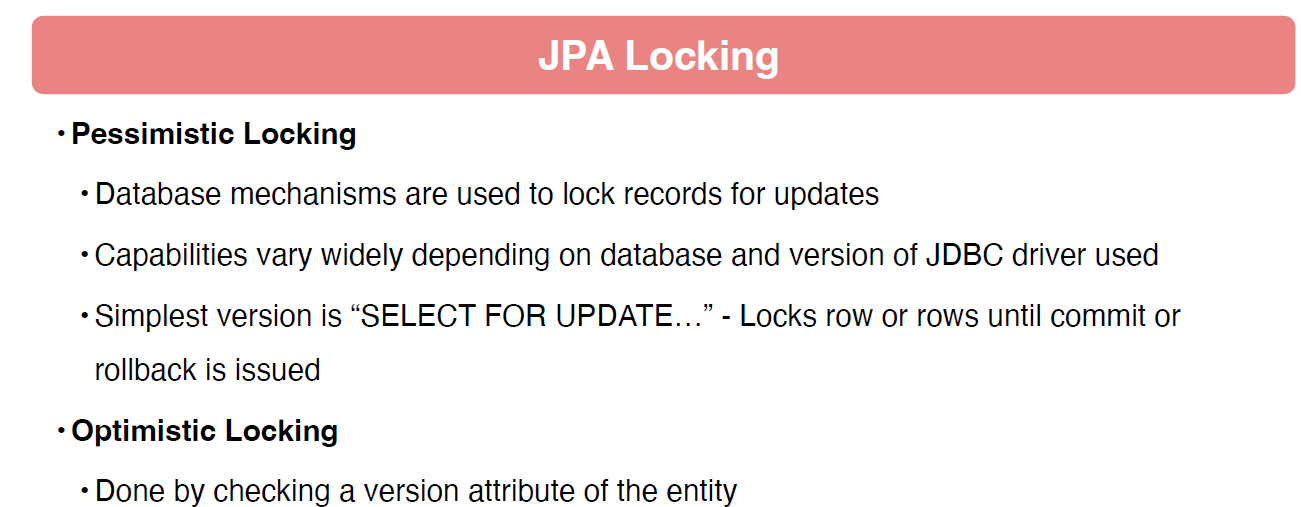 JPA Locking
• Pessimistic Locking
• Database mechanisms are used to lock records for updates
• Capabilities vary widely depending on database and version of JDBC driver used
• Simplest version is “SELECT FOR UPDATE…” - Locks row or rows until commit or
rollback is issued
• Optimistic Locking
• Done by checking a version attribute of the entity